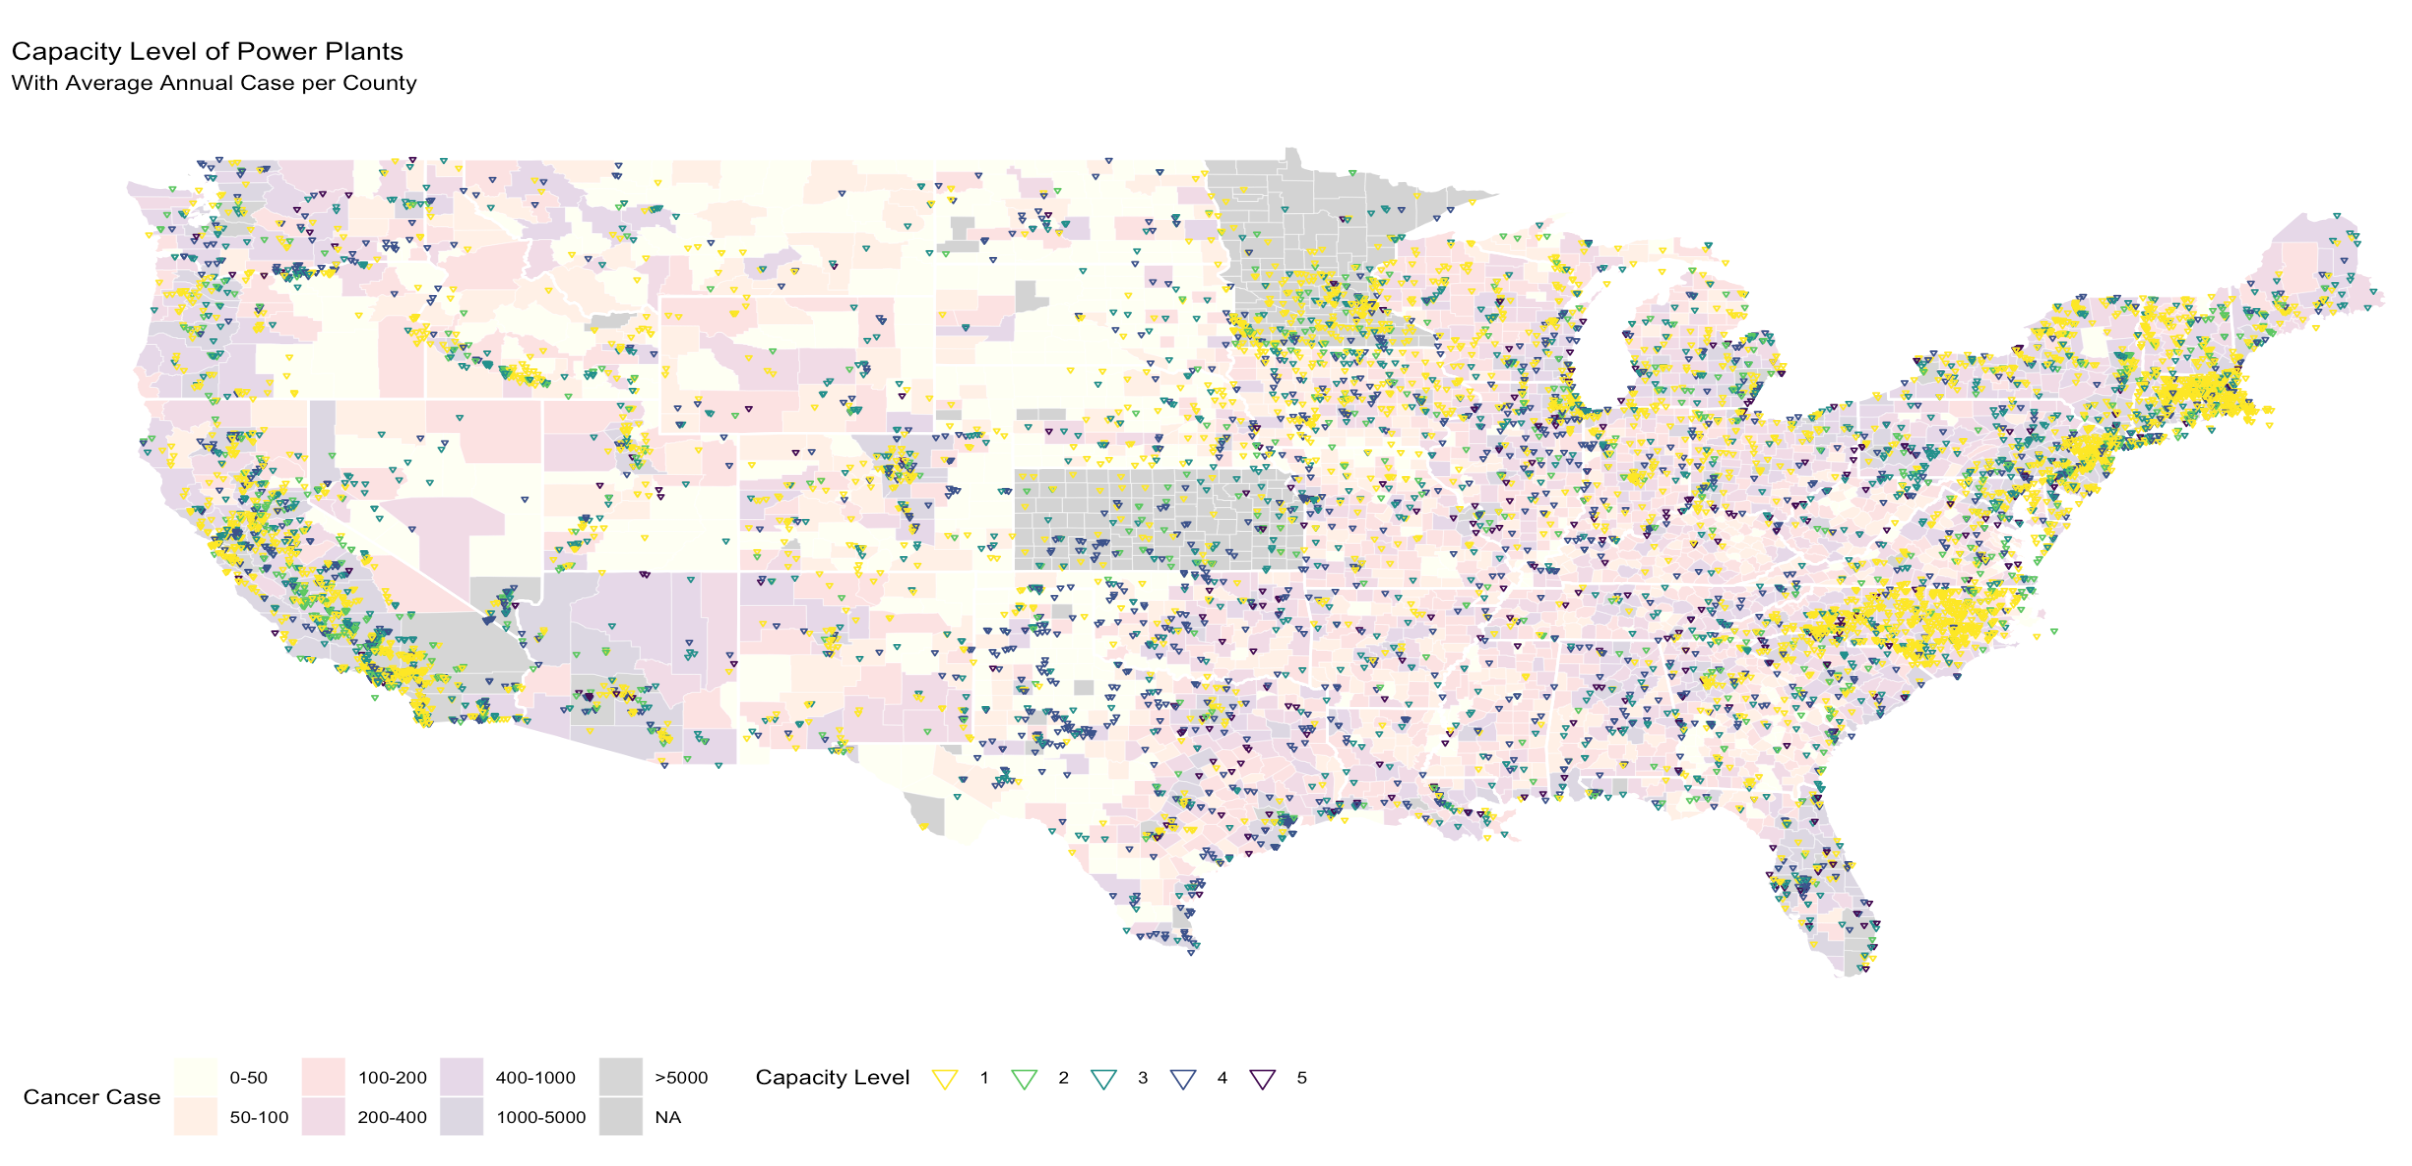 Capacity Level of Power Plants
With Average Annual Case per County
Cancer Case
0-50
50-100
100-200
200-400
400-1000
1000-5000
>5000
NA
Capacity Level
1
2
3
4
5